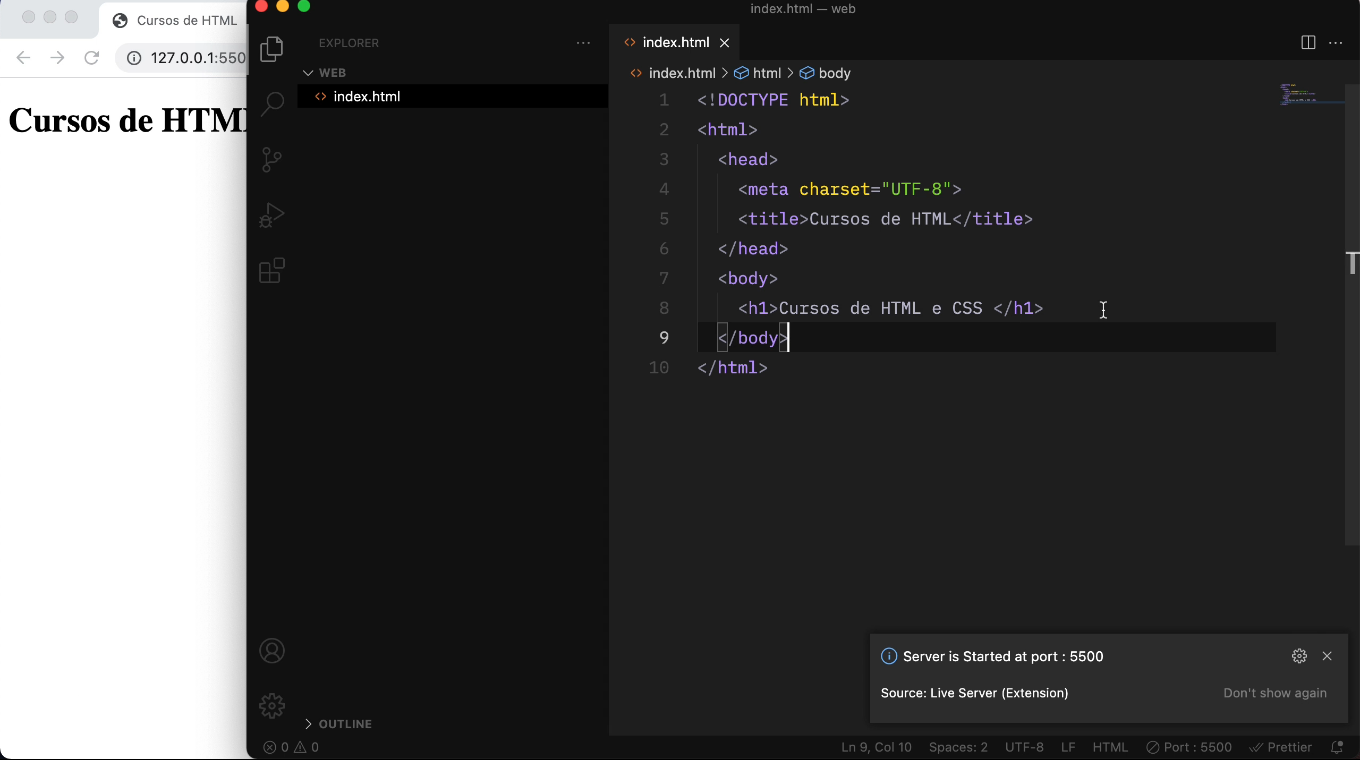 Cursos de HTML
127.0.0.1:550
Cursos de HTM
index.html — web
EXPLORER
WEB
index.html
OUTLINE
index.html
index.html > html > body
1 <!DOCTYPE html>
2 <html>
3 <head>
4 <meta charset="UTF-8">
5 <title>Cursos de HTML</title>
6 </head>
7 <body>
8 <h1>Cursos de HTML e CSS </h1>
9 </body>
10 </html>
T
Server is Started at port : 5500
Source: Live Server (Extension)
Don't show again
0 0
Ln 9, Col 10 Spaces: 2 UTF-8 LF HTML Port : 5500 Prettier